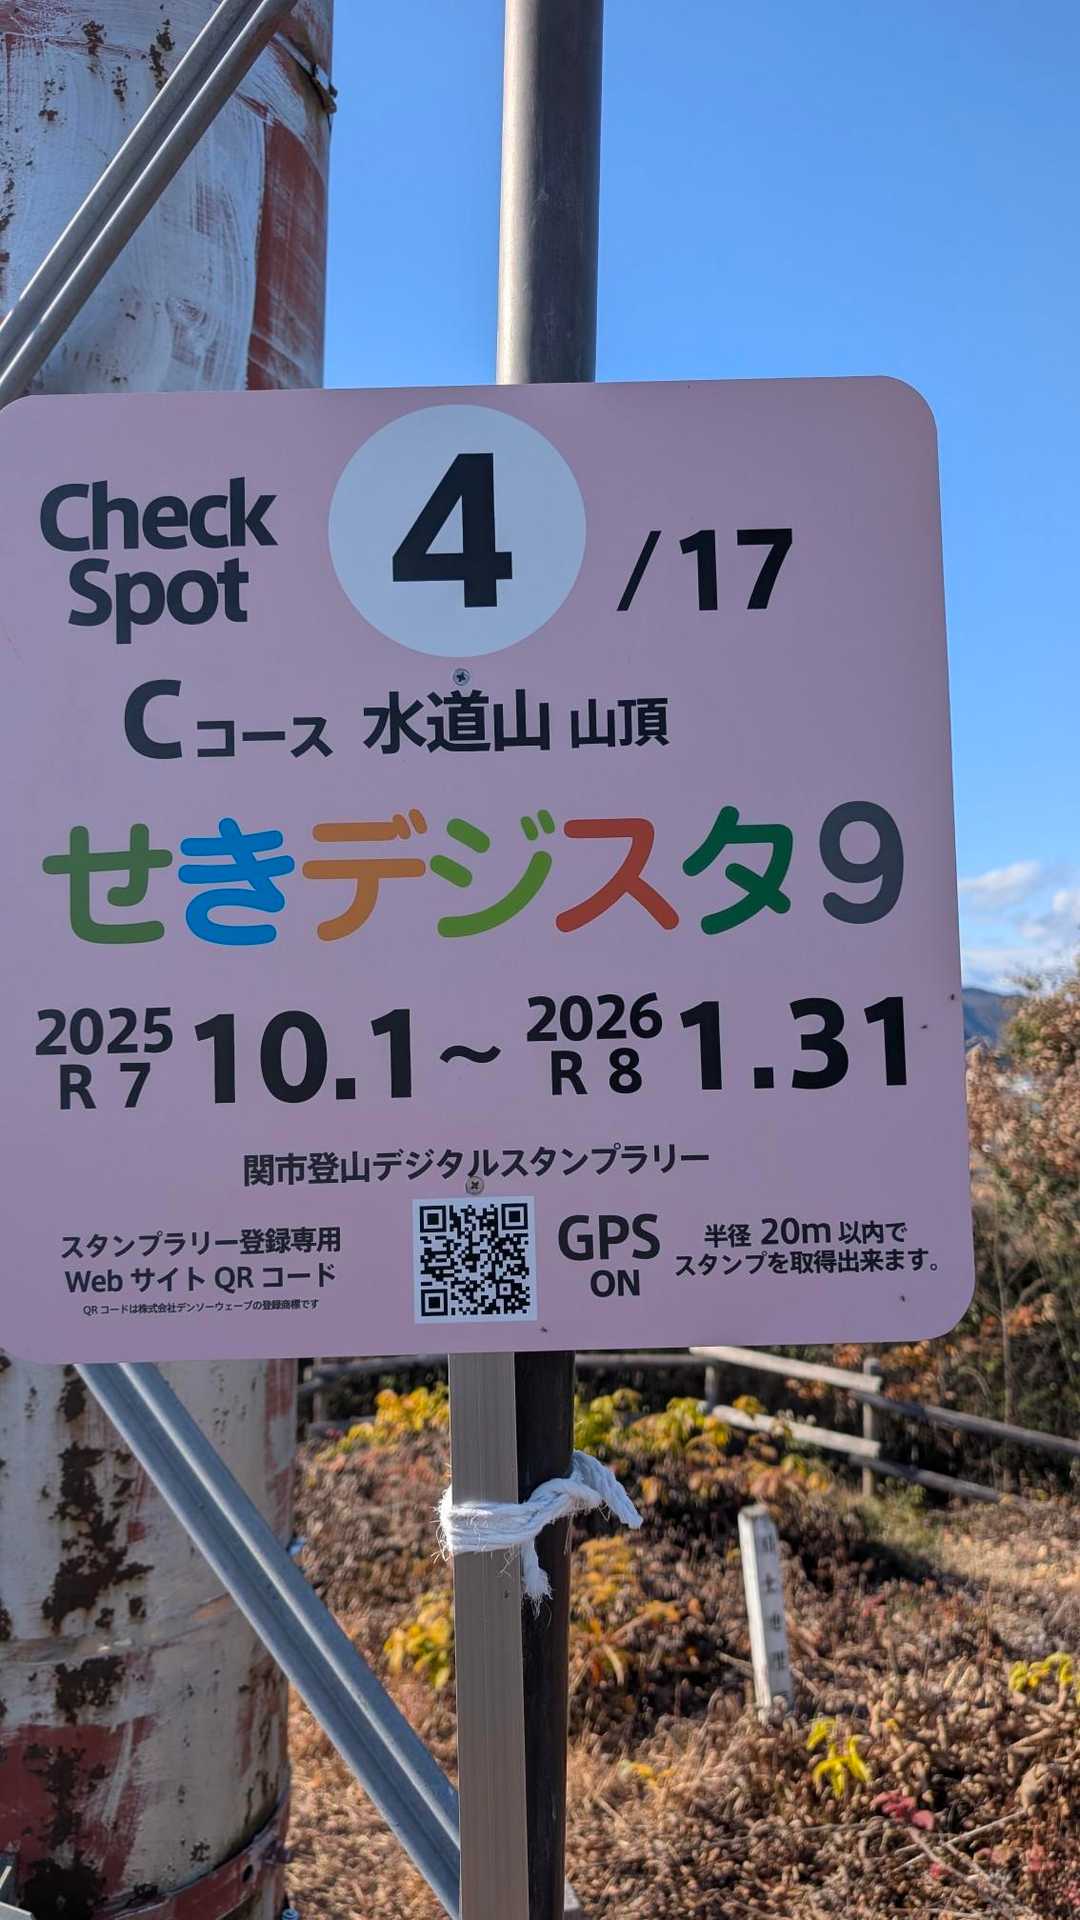 Check
Spot
4 /17
Cコース 水道山 山頂
せきデジスタ9
2025
R 7
10.1～
2026
R 8
1.31
関市登山デジタルスタンプラリー
スタンプラリー登録専用
Web サイト QR コード
QR コードは株式会社デンソーウェーブの登録商標です
GPS
ON
半径 20m 以内で
スタンプを取得出来ます。